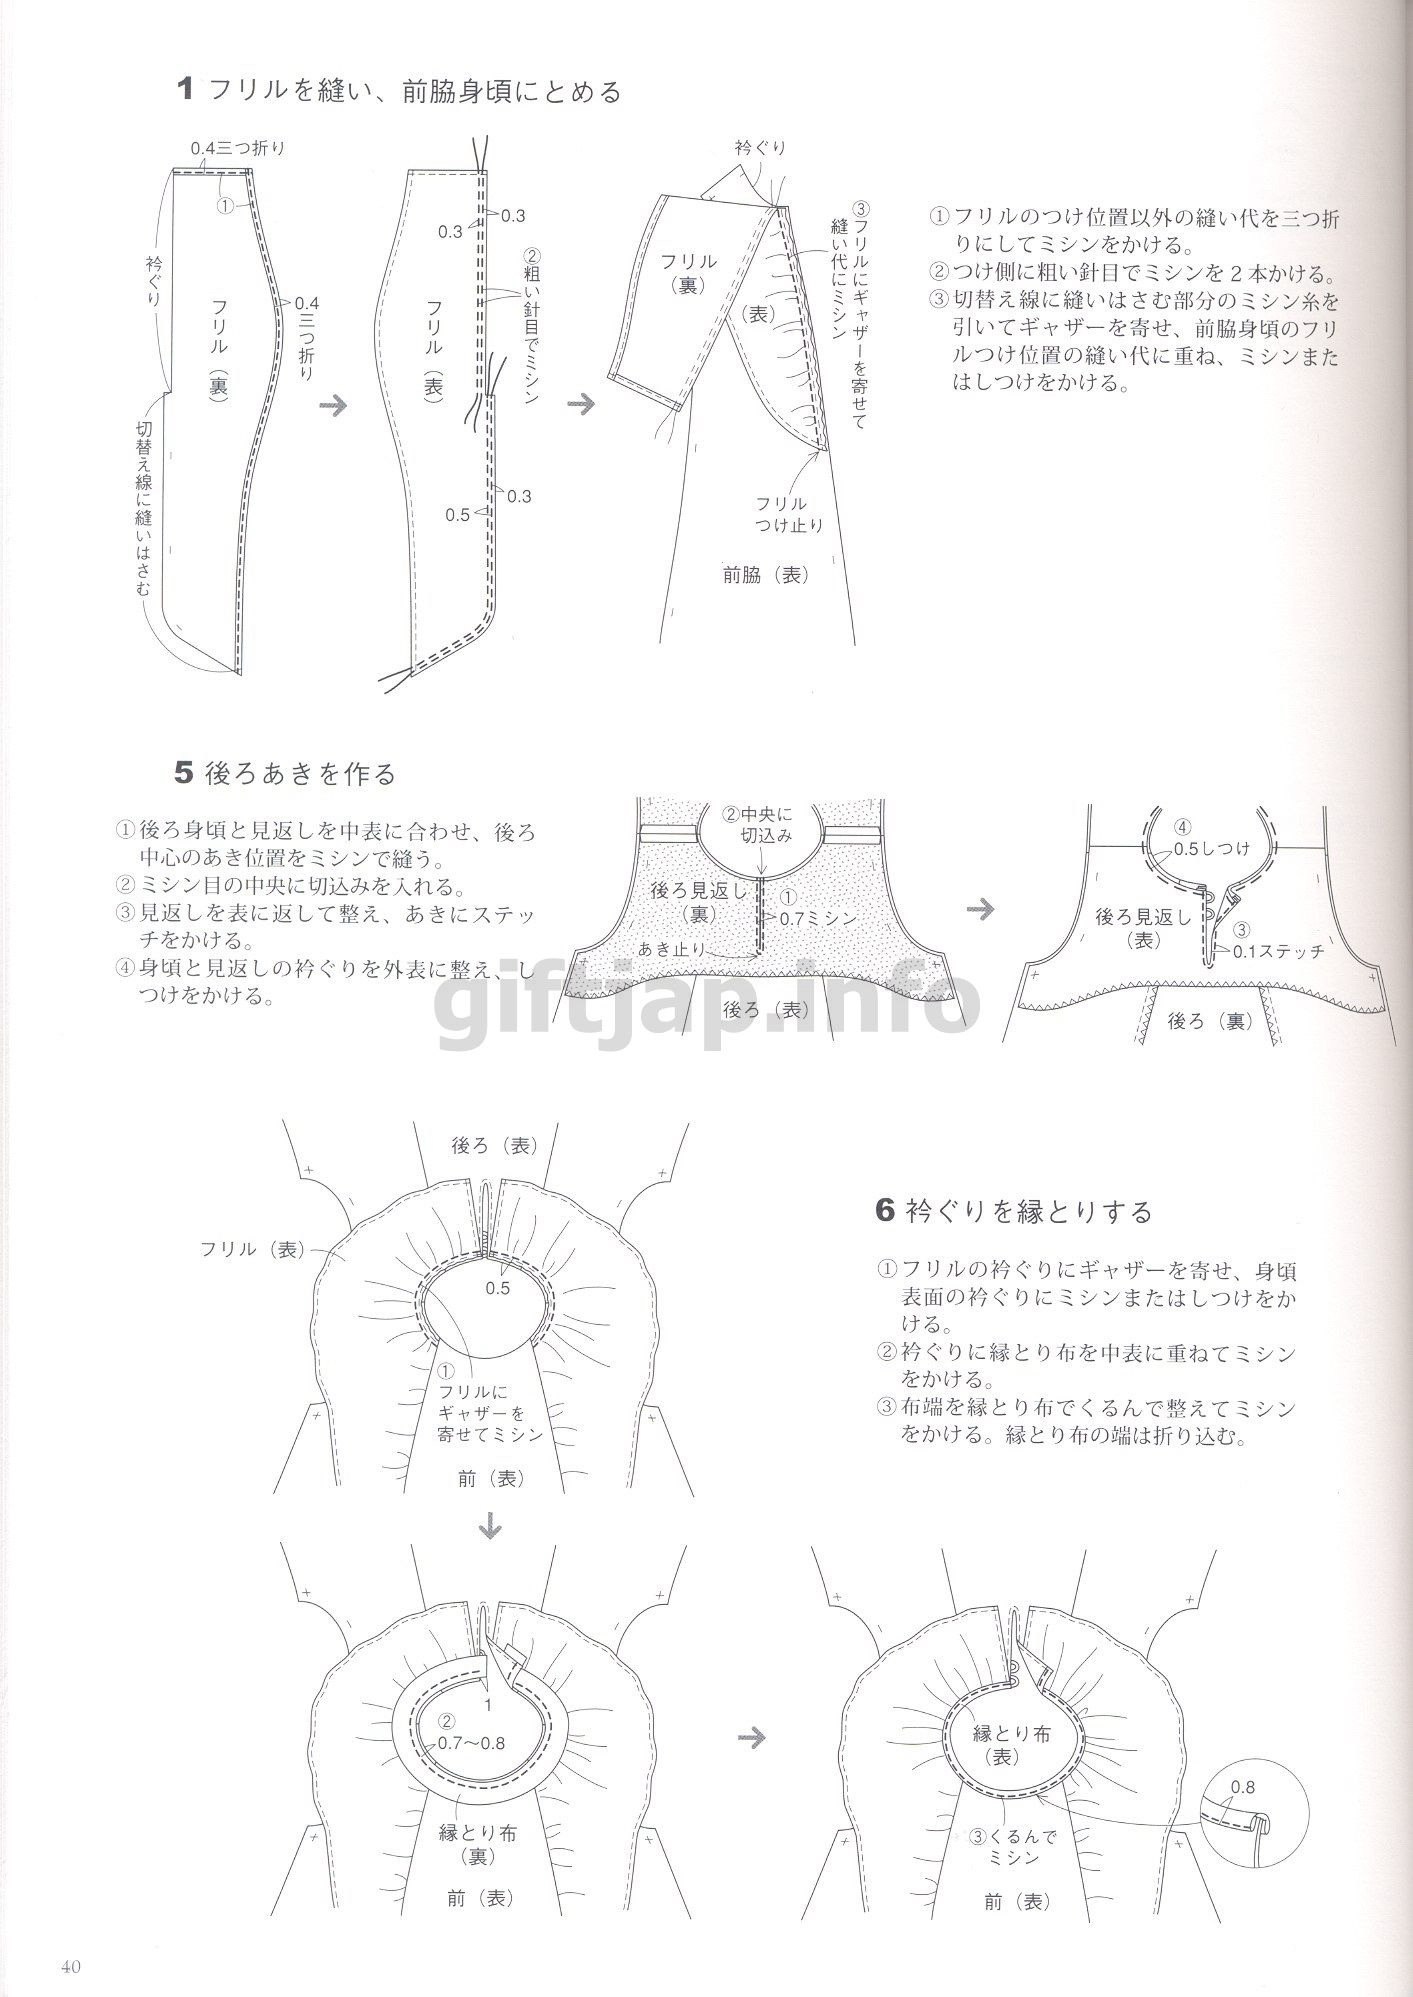 1 フリルを縫い、前脇身頃にとめる
0.4三つ折り
①
衿ぐり
フリル（裏）
0.4三つ折り
切替え線に縫いはさむ
0.3
0.3
②粗い針目でミシン
フリル（表）
0.3
0.5
衿ぐり
フリル
（裏）
（表）
③フリルにギャザーを寄せて
縫い代にミシン
フリル
つけ止り
前脇（表）
①フリルのつけ位置以外の縫い代を三つ折
りにしてミシンをかける。
②つけ側に粗い針目でミシンを2本かける。
③切替え線に縫いはさむ部分のミシン糸を
引いてギャザーを寄せ、前脇身頃のフリ
ルつけ位置の縫い代に重ね、ミシンまた
はしつけをかける。
5 後ろあきを作る
①後ろ身頃と見返しを中表に合わせ、後ろ
中心のあき位置をミシンで縫う。
②ミシン目の中央に切込みを入れる。
③見返しを表に返して整え、あきにステッ
チをかける。
④身頃と見返しの衿ぐりを外表に整え、し
つけをかける。
②中央に
切込み
後ろ見返し
（裏）
①
0.7ミシン
あき止り
後ろ（表）
④
0.5しつけ
後ろ見返し
（表）
③
0.1ステッチ
後ろ（裏）
giftjap.info
後ろ（表）
フリル（表）
0.5
①
フリルに
ギャザーを
寄せてミシン
前（表）
6 衿ぐりを縁とりする
①フリルの衿ぐりにギャザーを寄せ、身頃
表面の衿ぐりにミシンまたはしつけをか
ける。
②衿ぐりに縁とり布を中表に重ねてミシン
をかける。
③布端を縁とり布でくるんで整えてミシン
をかける。縁とり布の端は折り込む。
1
②
0.7〜0.8
縁とり布
（裏）
前（表）
縁とり布
（表）
0.8
③くるんで
ミシン
前（表）
40